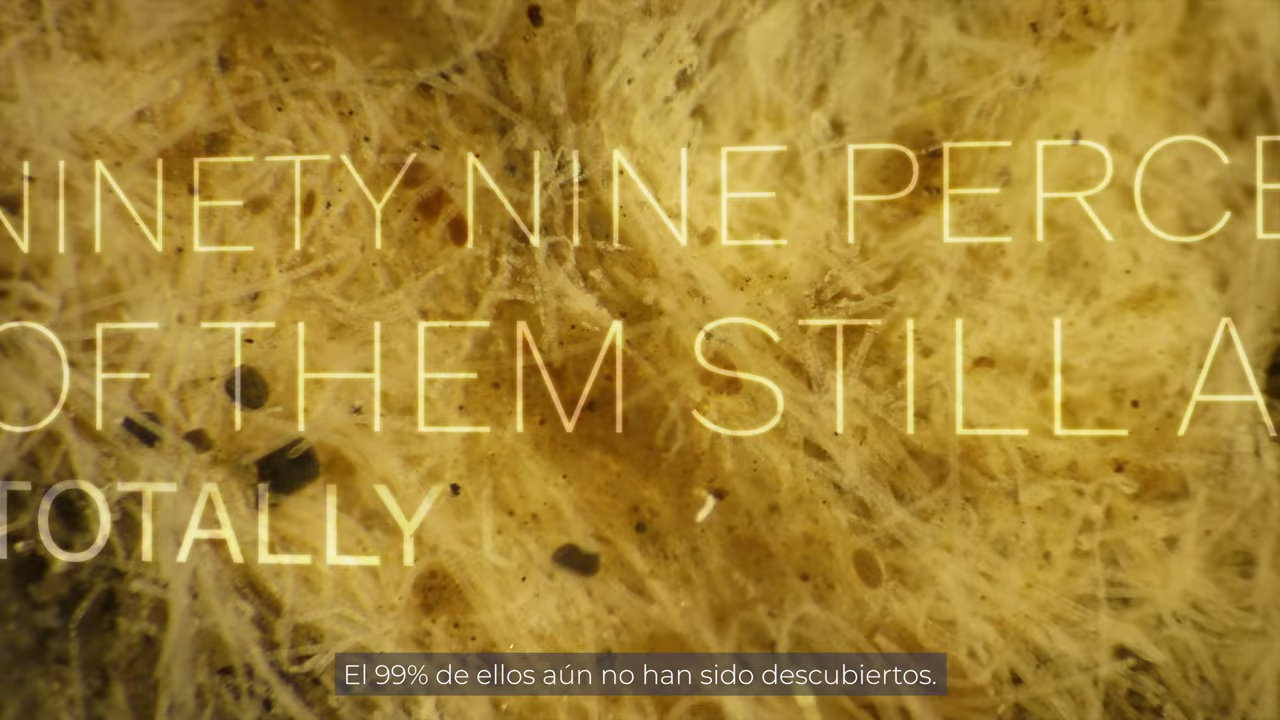 NINETY NINE PERCE
OF THEM STILL A
TOTALLY
El 99% de ellos aún no han sido descubiertos.